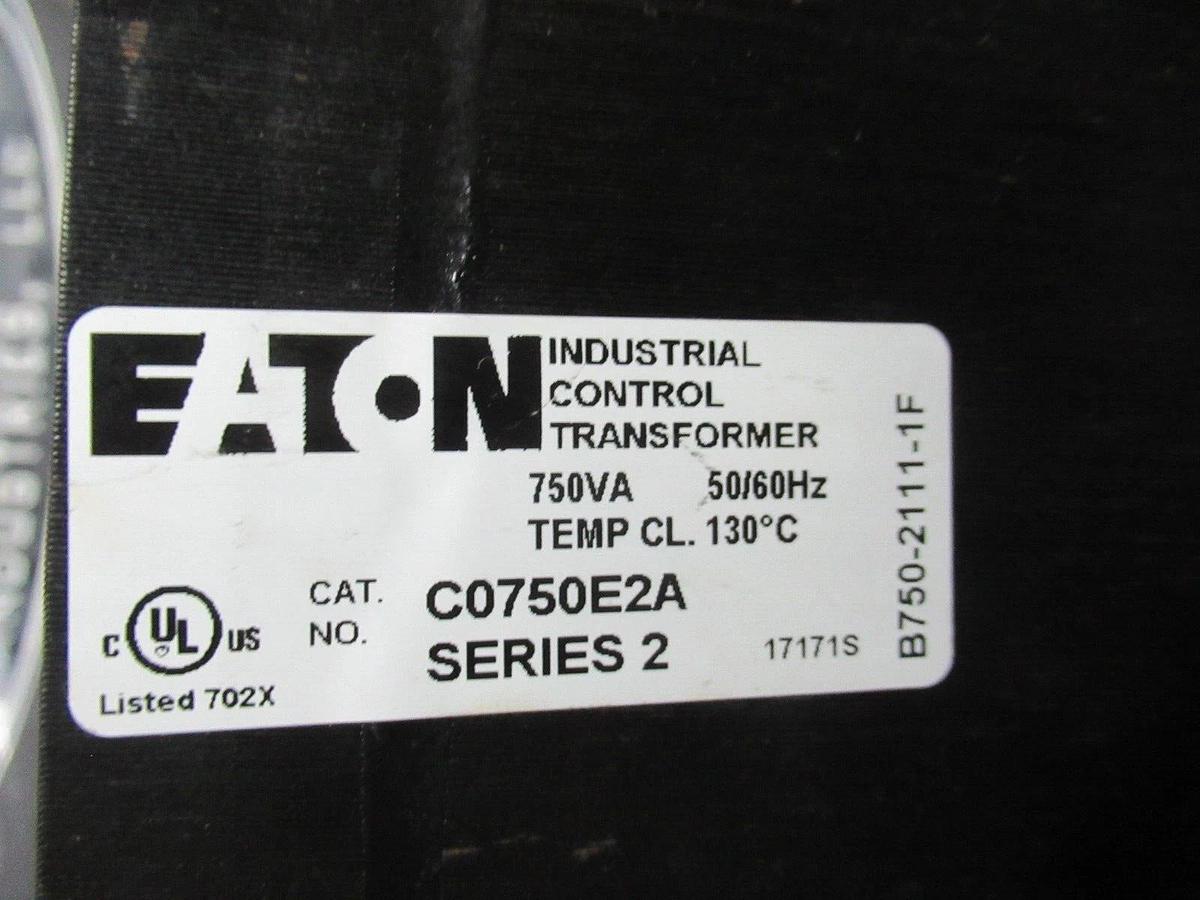 EATON
INDUSTRIAL
CONTROL
TRANSFORMER
750VA 50/60Hz
TEMP CL. 130°C
CAT. NO. C0750E2A
SERIES 2
17171S
C UL US
Listed 702X
B750-2111-1F